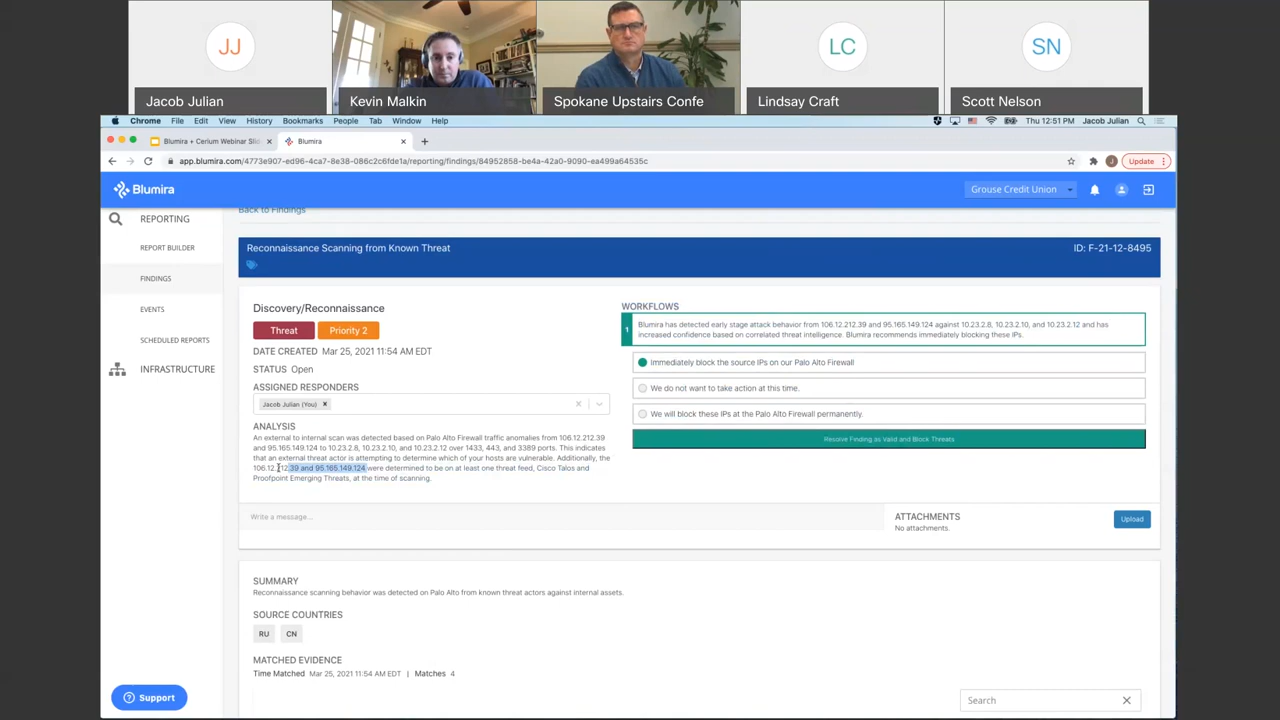 JJ
LC
SN
Jacob Julian
Kevin Malkin
Spokane Upstairs Confe
Lindsay Craft
Scott Nelson
Chrome File Edit View History Bookmarks People Tab Window Help
Thu 12:51 PM Jacob Julian
Blumira + Cerium Webinar Slid
Blumira
app.blumira.com/4773e907-ed96-4ca7-8e38-086c2c6fde1a/reporting/findings/84952858-be4a-42a0-9090-ea499a64535c
J
Update
Blumira
Grouse Credit Union
REPORTING
REPORT BUILDER
FINDINGS
EVENTS
SCHEDULED REPORTS
INFRASTRUCTURE
Back to Findings
Reconnaissance Scanning from Known Threat
ID: F-21-12-8495
Discovery/Reconnaissance
Threat
Priority 2
DATE CREATED Mar 25, 2021 11:54 AM EDT
STATUS Open
ASSIGNED RESPONDERS
Jacob Julian (You) ×
ANALYSIS
An external to internal scan was detected based on Palo Alto Firewall traffic anomalies from 106.12.212.39
and 95.165.149.124 to 10.23.2.8, 10.23.2.10, and 10.23.2.12 over 1433, 443, and 3389 ports. This indicates
that an external threat actor is attempting to determine which of your hosts are vulnerable. Additionally, the
106.12.212.39 and 95.165.149.124 were determined to be on at least one threat feed, Cisco Talos and
Proofpoint Emerging Threats, at the time of scanning.
WORKFLOWS
1
Blumira has detected early stage attack behavior from 106.12.212.39 and 95.165.149.124 against 10.23.2.8, 10.23.2.10, and 10.23.2.12 and has
increased confidence based on correlated threat intelligence. Blumira recommends immediately blocking these IPs.
Immediately block the source IPs on our Palo Alto Firewall
We do not want to take action at this time.
We will block these IPs at the Palo Alto Firewall permanently.
Resolve Finding as Valid and Block Threats
Write a message...
ATTACHMENTS
No attachments.
Upload
SUMMARY
Reconnaissance scanning behavior was detected on Palo Alto from known threat actors against internal assets.
SOURCE COUNTRIES
RU
CN
MATCHED EVIDENCE
Time Matched Mar 25, 2021 11:54 AM EDT | Matches 4
Search
Support